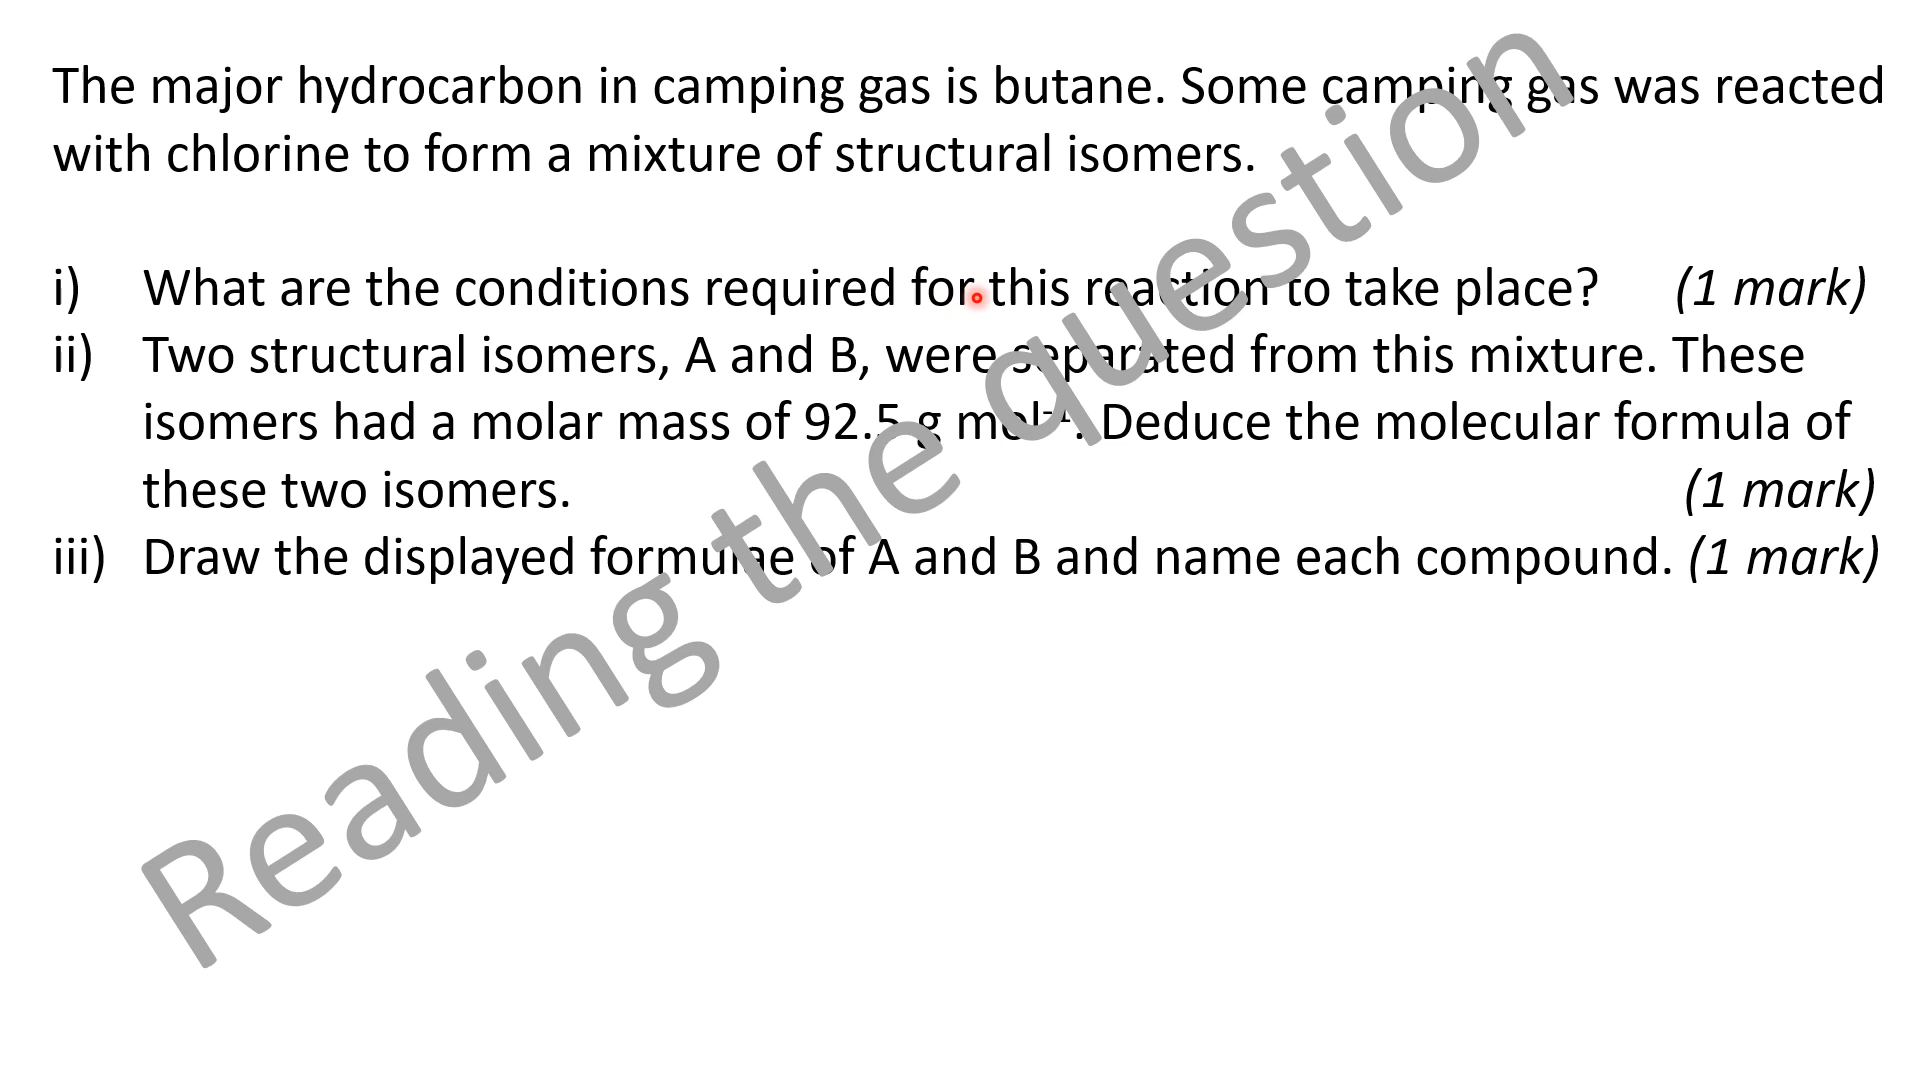 The major hydrocarbon in camping gas is butane. Some camping gas was reacted
with chlorine to form a mixture of structural isomers.
i) What are the conditions required for this reaction to take place? (1 mark)
ii) Two structural isomers, A and B, were separated from this mixture. These
isomers had a molar mass of 92.5 g mol⁻¹. Deduce the molecular formula of
these two isomers. (1 mark)
iii) Draw the displayed formulae of A and B and name each compound. (1 mark)
Reading the question